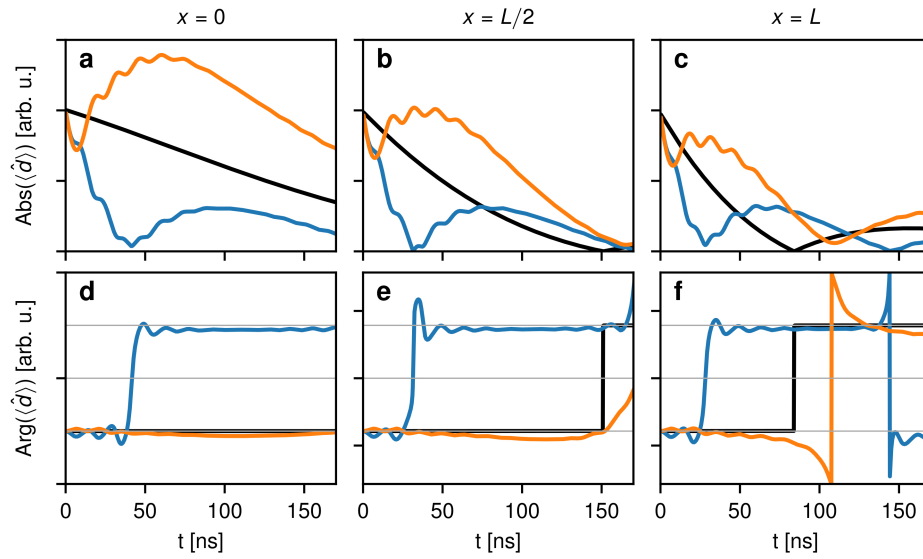 x = 0
x = L/2
x = L
Abs(⟨d̂⟩) [arb. u.]
a
b
c
Arg(⟨d̂⟩) [arb. u.]
d
e
f
0 50 100 150
0 50 100 150
0 50 100 150
t [ns]
t [ns]
t [ns]